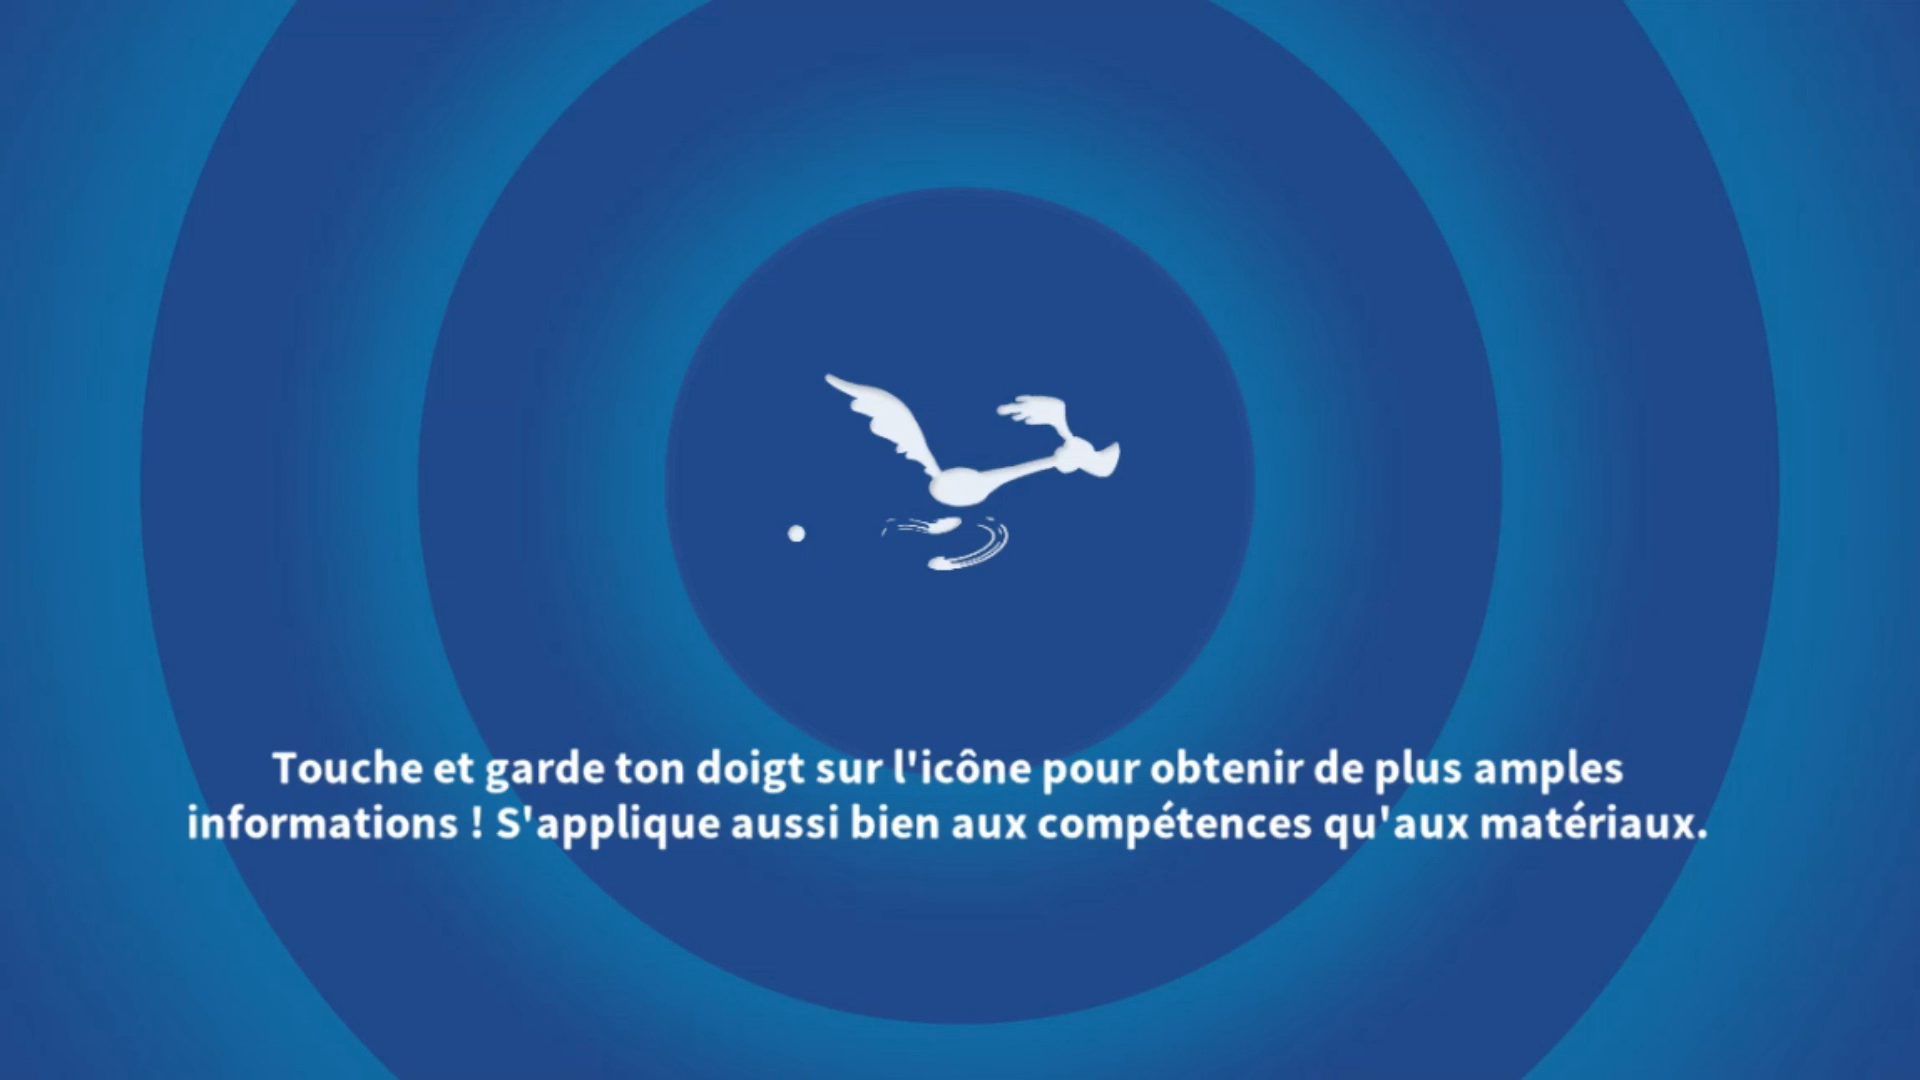 Touche et garde ton doigt sur l'icône pour obtenir de plus amples
informations ! S'applique aussi bien aux compétences qu'aux matériaux.